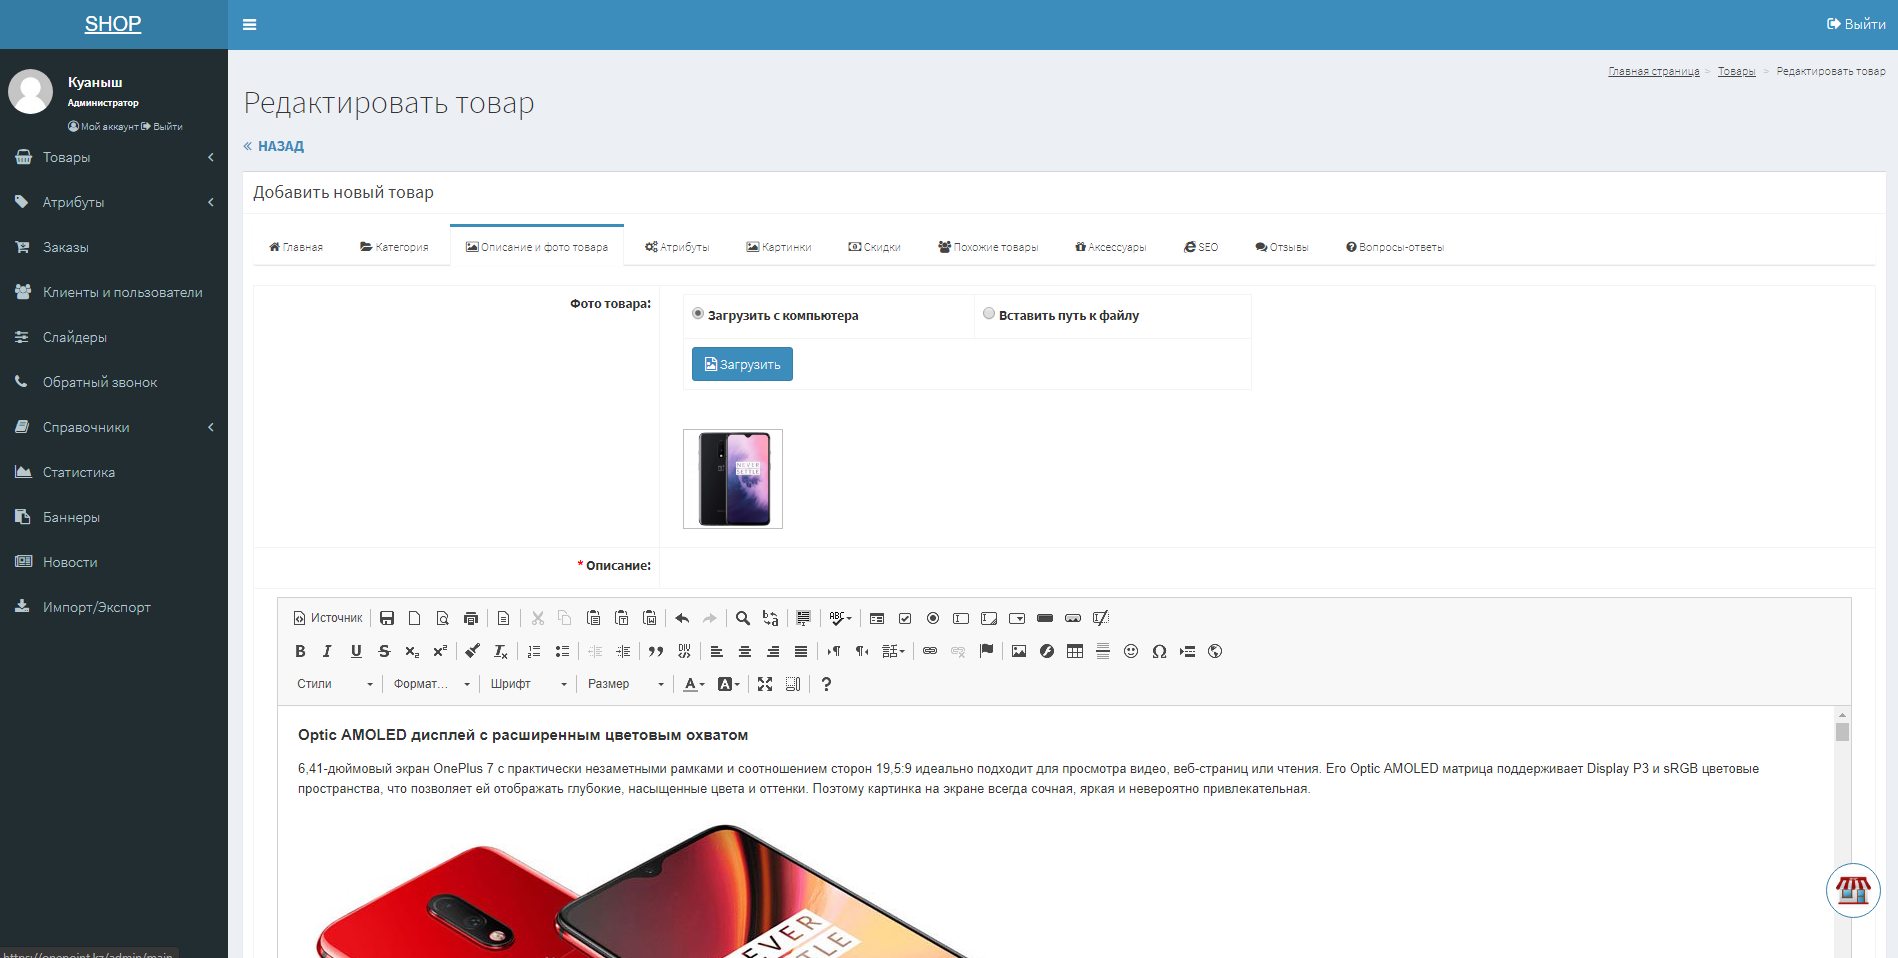 SHOP
Выйти
Куаныш
Администратор
Мой аккаунт Выйти
Товары
Атрибуты
Заказы
Клиенты и пользователи
Слайдеры
Обратный звонок
Справочники
Статистика
Баннеры
Новости
Импорт/Экспорт
Главная страница > Товары > Редактировать товар
Редактировать товар
« НАЗАД
Добавить новый товар
Главная Категория Описание и фото товара Атрибуты Картинки Скидки Похожие товары Аксессуары SEO Отзывы Вопросы-ответы
Фото товара:
Загрузить с компьютера Вставить путь к файлу
Загрузить
NEVER
SETTLE
* Описание:
Источник
Стили Формат... Шрифт Размер
Optic AMOLED дисплей с расширенным цветовым охватом
6,41-дюймовый экран OnePlus 7 с практически незаметными рамками и соотношением сторон 19,5:9 идеально подходит для просмотра видео, веб-страниц или чтения. Его Optic AMOLED матрица поддерживает Display P3 и sRGB цветовые
пространства, что позволяет ей отображать глубокие, насыщенные цвета и оттенки. Поэтому картинка на экране всегда сочная, яркая и невероятно привлекательная.
NEVER
SETTLE
https://onepoint.kz/admin/main